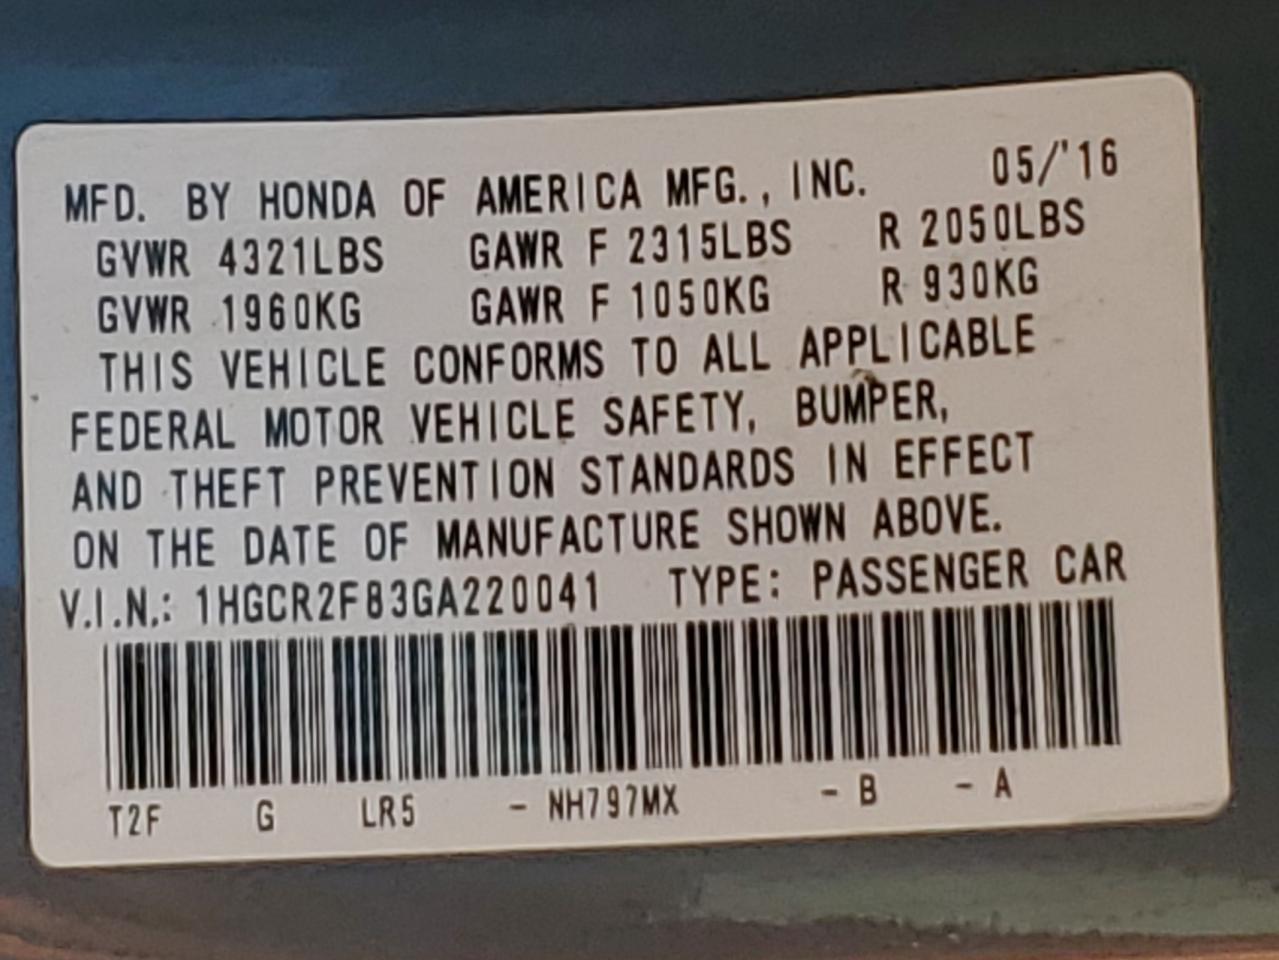 MFD. BY HONDA OF AMERICA MFG., INC. 05/'16
GVWR 4321LBS GAWR F 2315LBS R 2050LBS
GVWR 1960KG GAWR F 1050KG R 930KG
THIS VEHICLE CONFORMS TO ALL APPLICABLE
FEDERAL MOTOR VEHICLE SAFETY, BUMPER,
AND THEFT PREVENTION STANDARDS IN EFFECT
ON THE DATE OF MANUFACTURE SHOWN ABOVE.
V.I.N.: 1HGCR2F83GA220041 TYPE: PASSENGER CAR
T2F G LR5 - NH797MX - B - A